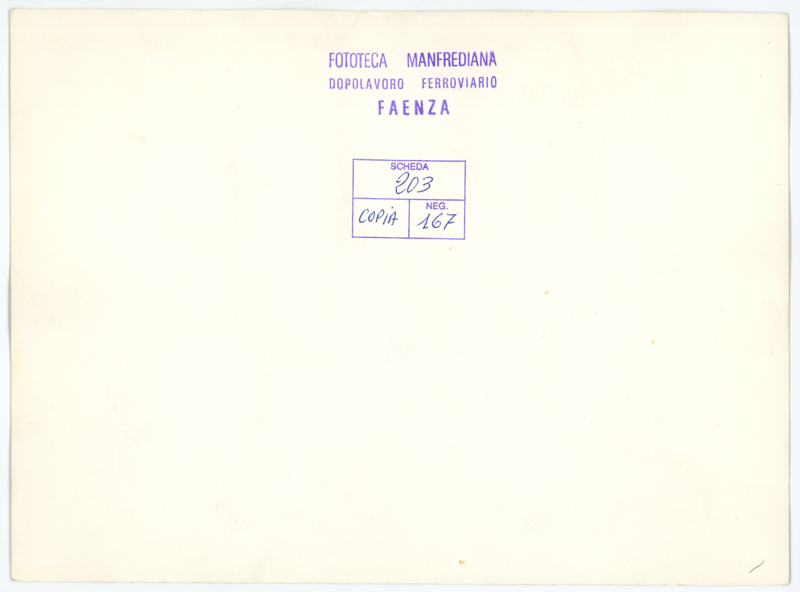 FOTOTECA MANFREDIANA
DOPOLAVORO FERROVIARIO
FAENZA
SCHEDA
203
COPIA
NEG.
167